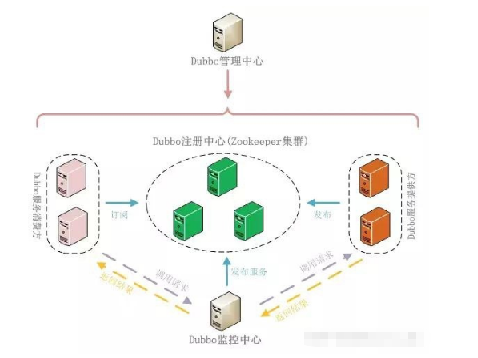 Dubbo管理中心
Dubbo注册中心(Zookeeper集群)
Dubbo服务消费方
订阅
发布
Dubbo服务提供方
调用请求
返回结果
发布服务
调用请求
返回结果
Dubbo监控中心